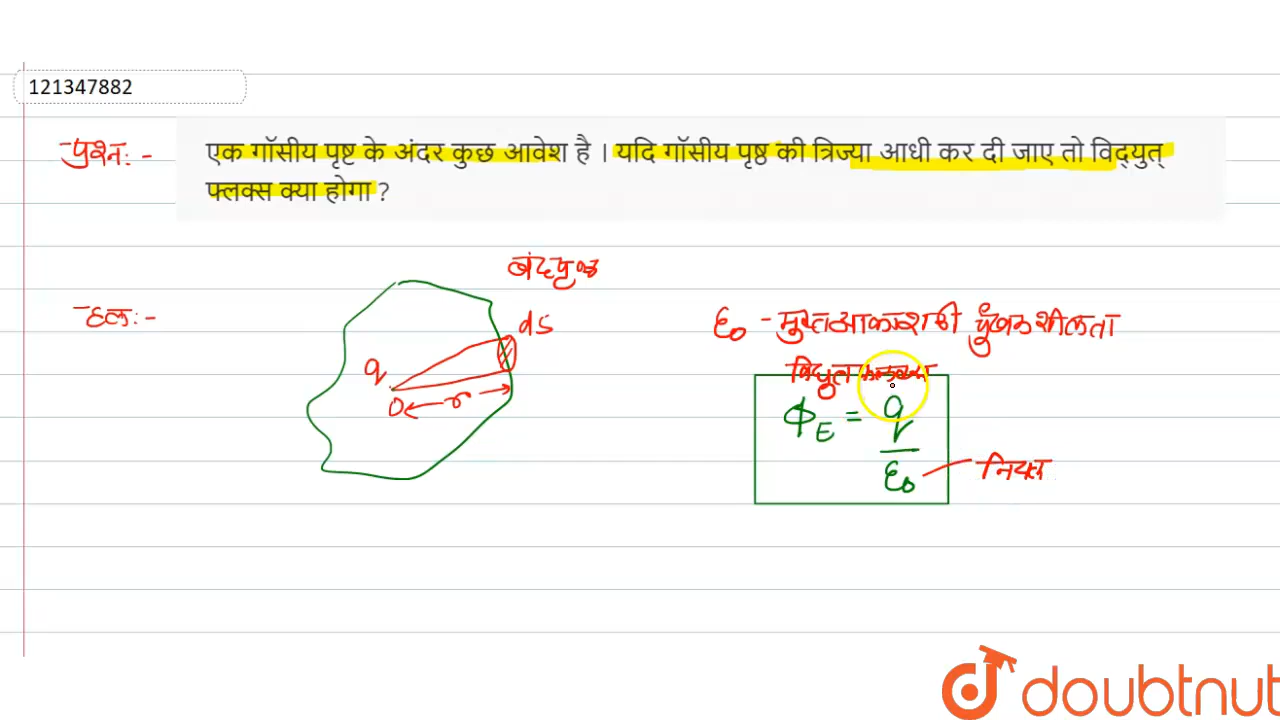 121347882
प्रश्न:-
एक गॉसीय पृष्ट के अंदर कुछ आवेश है । यदि गॉसीय पृष्ठ की त्रिज्या आधी कर दी जाए तो विद्युत्
फ्लक्स क्या होगा ?
बंद पृष्ठ
हल:-
ds
q
O
r
ε₀ - मुक्त आकाश की चुंबकशीलता
विद्युत फ्लक्स
ϕE = q/ε₀
नियत
doubtnut